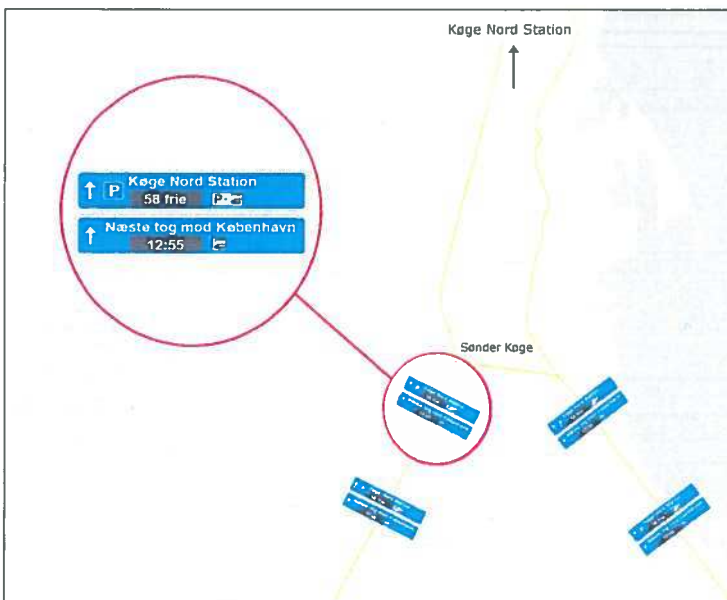 Køge Nord Station
P Køge Nord Station
58 frie P
Næste tog mod København
12:55
Sønder Køge